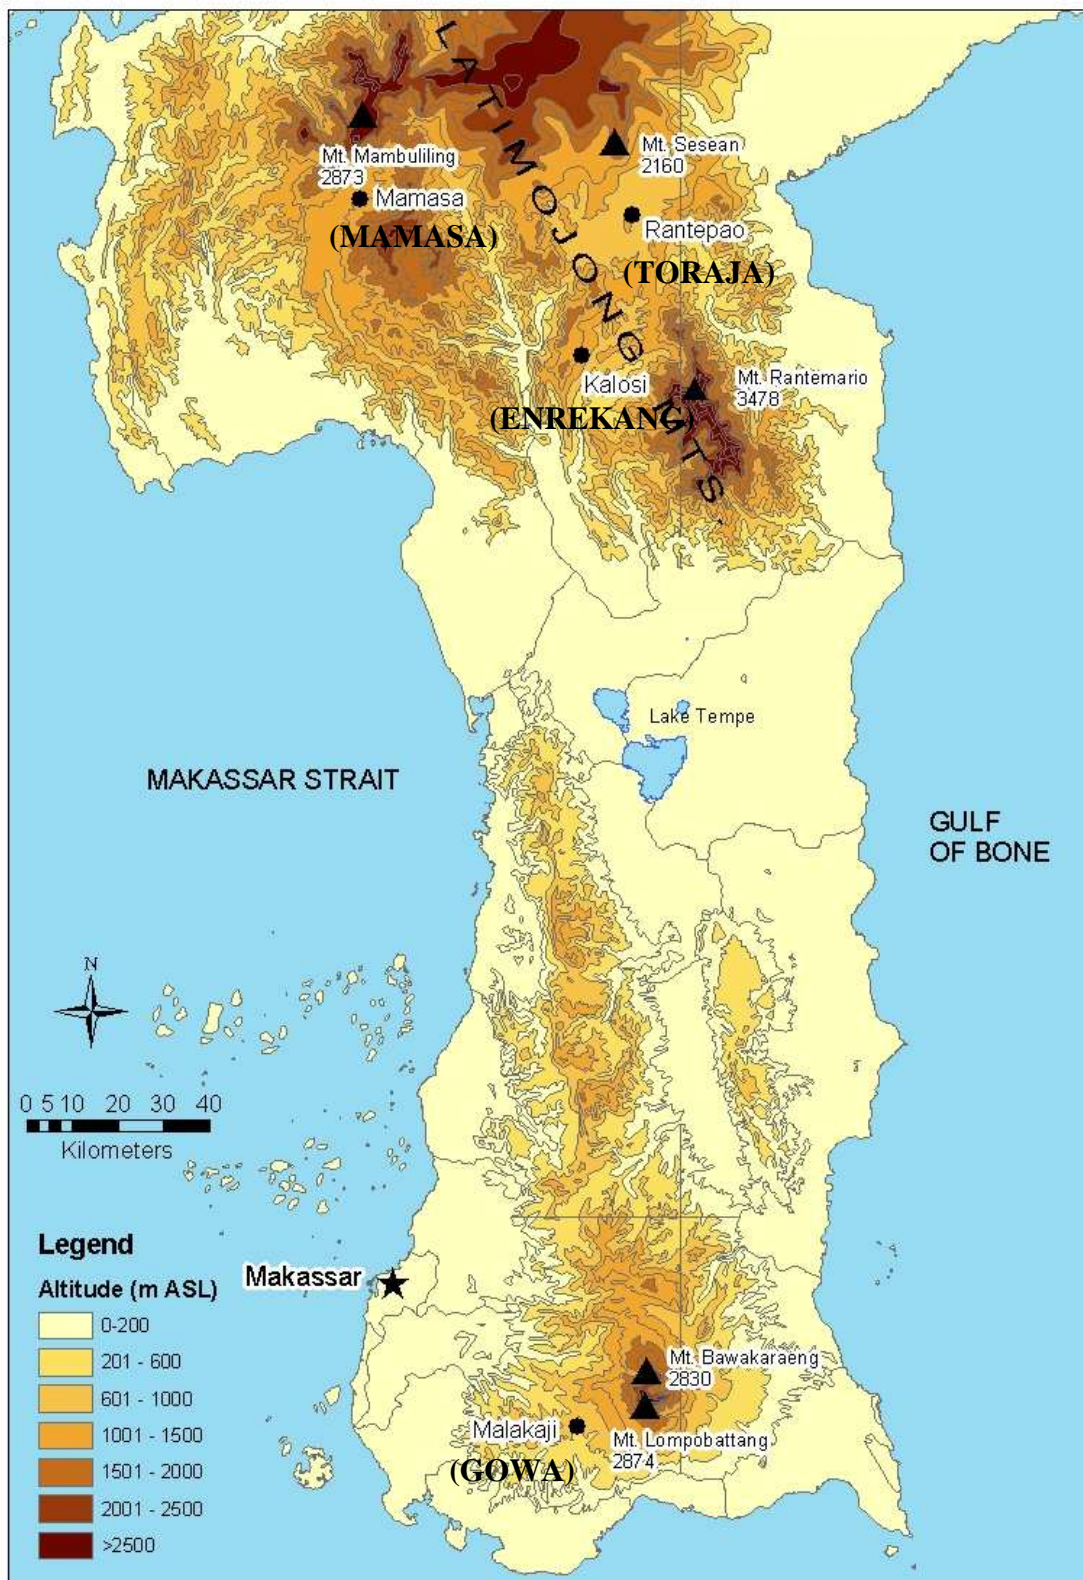 LATIMOJONG MTS.
Mt. Mambuliling
2873
Mt. Sesean
2160
Mamasa
(MAMASA)
Rantepao
(TORAJA)
Kalosi
(ENREKANG)
Mt. Rantemario
3478
Lake Tempe
MAKASSAR STRAIT
GULF
OF BONE
N
0 5 10 20 30 40
Kilometers
Legend
Altitude (m ASL)
0-200
201 - 600
601 - 1000
1001 - 1500
1501 - 2000
2001 - 2500
>2500
Makassar
Mt. Bawakaraeng
2830
Malakaji
(GOWA)
Mt. Lompobattang
2874